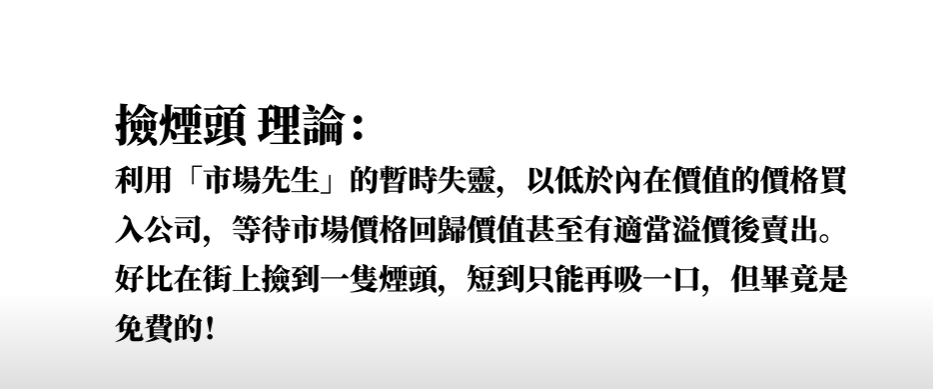 撿煙頭 理論：
利用「市場先生」的暫時失靈，以低於內在價值的價格買
入公司，等待市場價格回歸價值甚至有適當溢價後賣出。
好比在街上撿到一隻煙頭，短到只能再吸一口，但畢竟是
免費的！